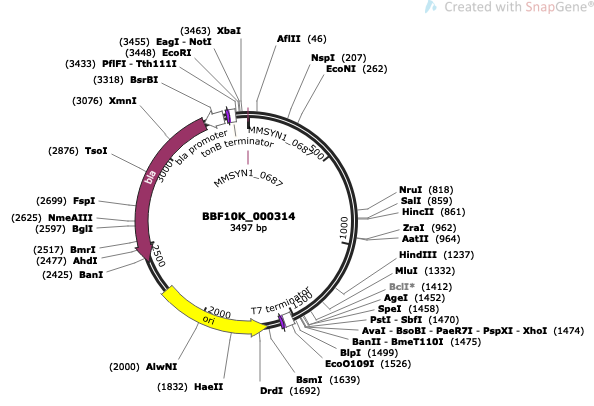 Created with SnapGene®
(3463) XbaI
(3455) EagI - NotI
(3448) EcoRI
(3433) PflFI - Tth111I
(3318) BsrBI
(3076) XmnI
(2876) TsoI
(2699) FspI
(2625) NmeAIII
(2597) BglI
(2517) BmrI
(2477) AhdI
(2425) BanI
(2000) AlwNI
(1832) HaeII
AflII (46)
NspI (207)
EcoNI (262)
NruI (818)
SalI (859)
HincII (861)
ZraI (962)
AatII (964)
HindIII (1237)
MluI (1332)
BclI* (1412)
AgeI (1452)
SpeI (1458)
PstI - SbfI (1470)
AvaI - BsoBI - PaeR7I - PspXI - XhoI (1474)
BanII - BmeT110I (1475)
BlpI (1499)
EcoO109I (1526)
BsmI (1639)
DrdI (1692)
MMSYN1_0687
bla promoter
tonB terminator
MMSYN1_0687
BBF10K_000314
3497 bp
T7 terminator
bla
ori
500
1000
1500
2000
2500
3000